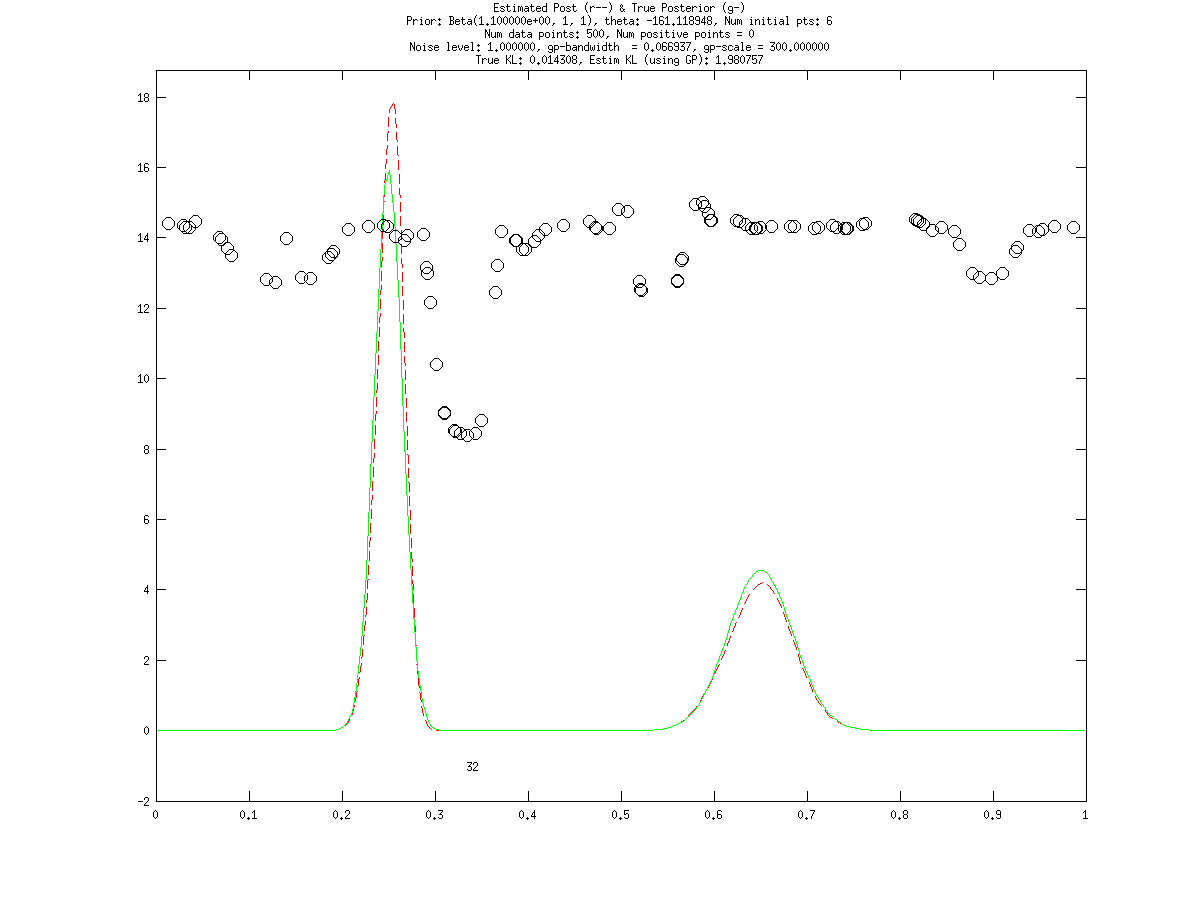 Estimated Post (r--) & True Posterior (g-)
Prior: Beta(1.100000e+00, 1, 1), theta: -161.118948, Num initial pts: 6
Num data points: 500, Num positive points = 0
Noise level: 1.000000, gp-bandwidth  = 0.066937, gp-scale = 300.000000
True KL: 0.014308, Estim KL (using GP): 1.980757
18
16
14
12
10
8
6
4
2
0
-2
32
0 0.1 0.2 0.3 0.4 0.5 0.6 0.7 0.8 0.9 1